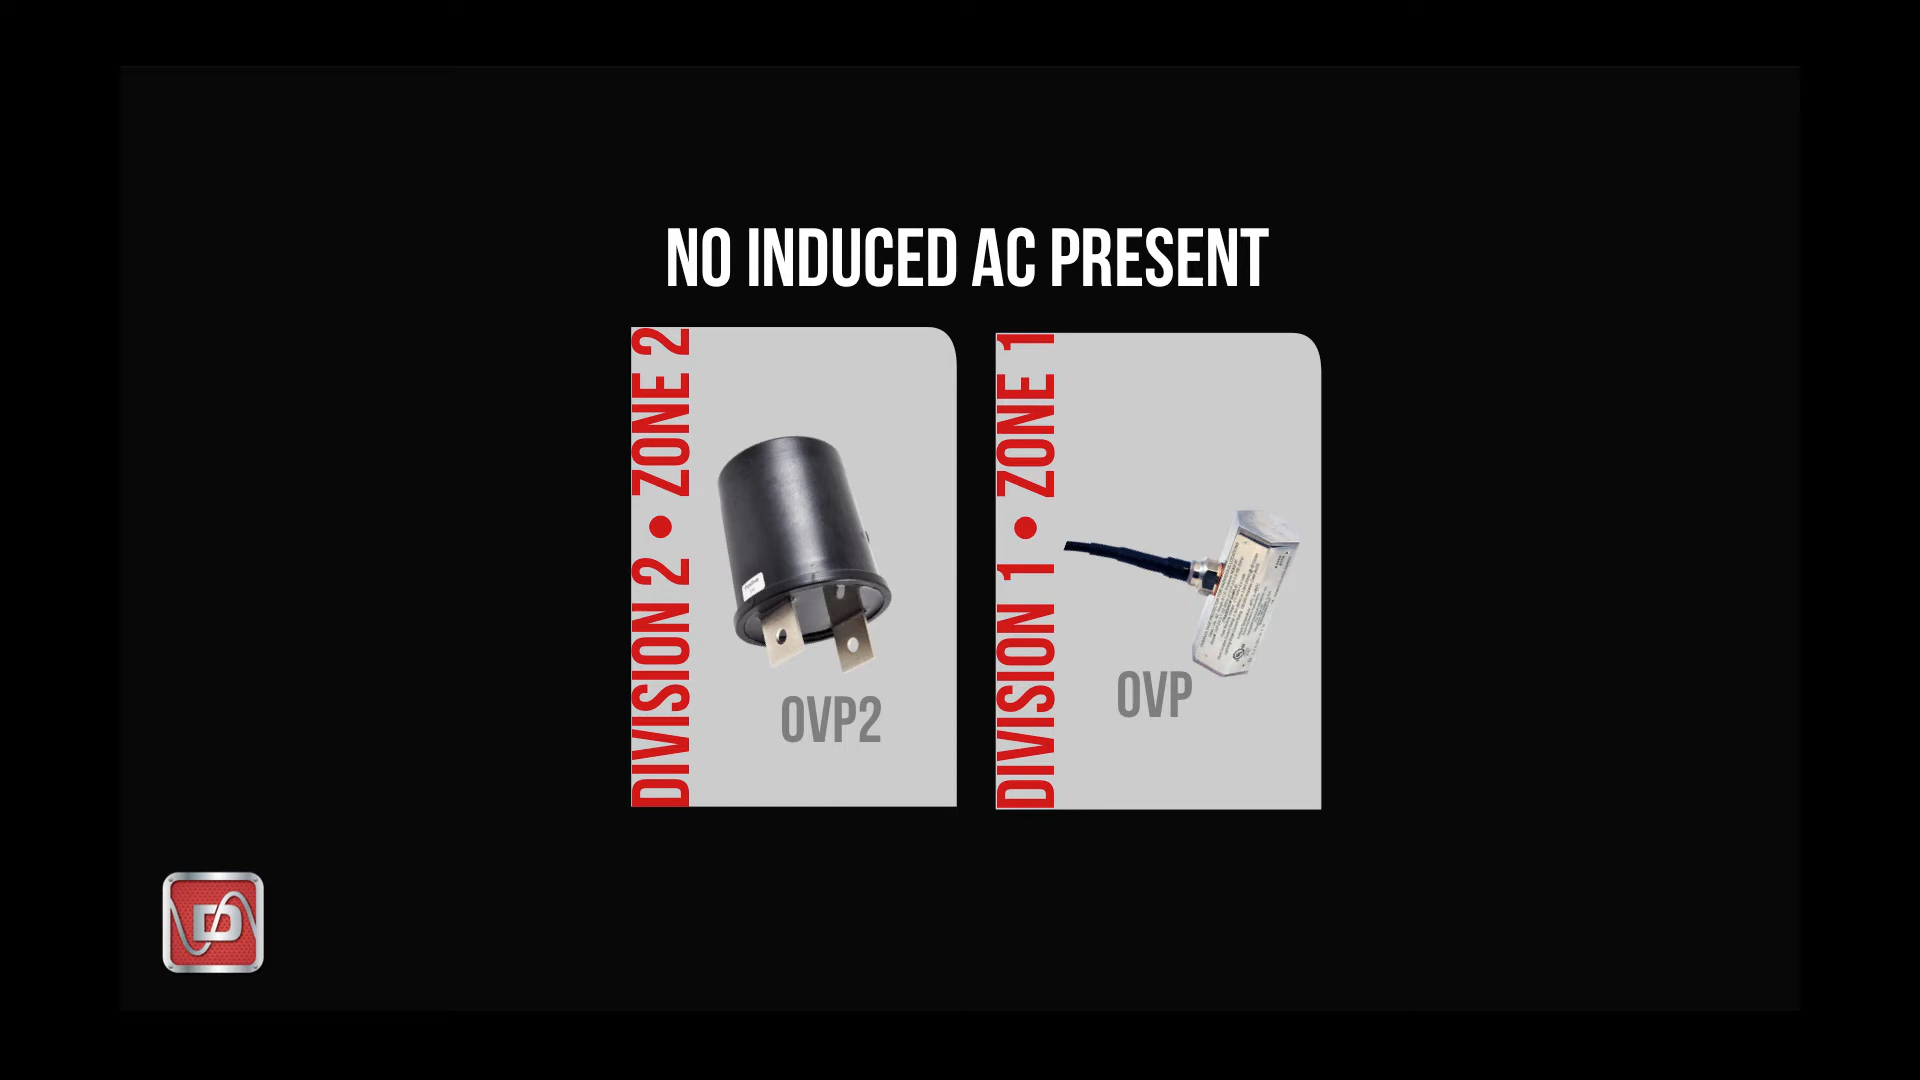 NO INDUCED AC PRESENT
DIVISION 2 • ZONE 2
OVP2
DIVISION 1 • ZONE 1
OVP
D